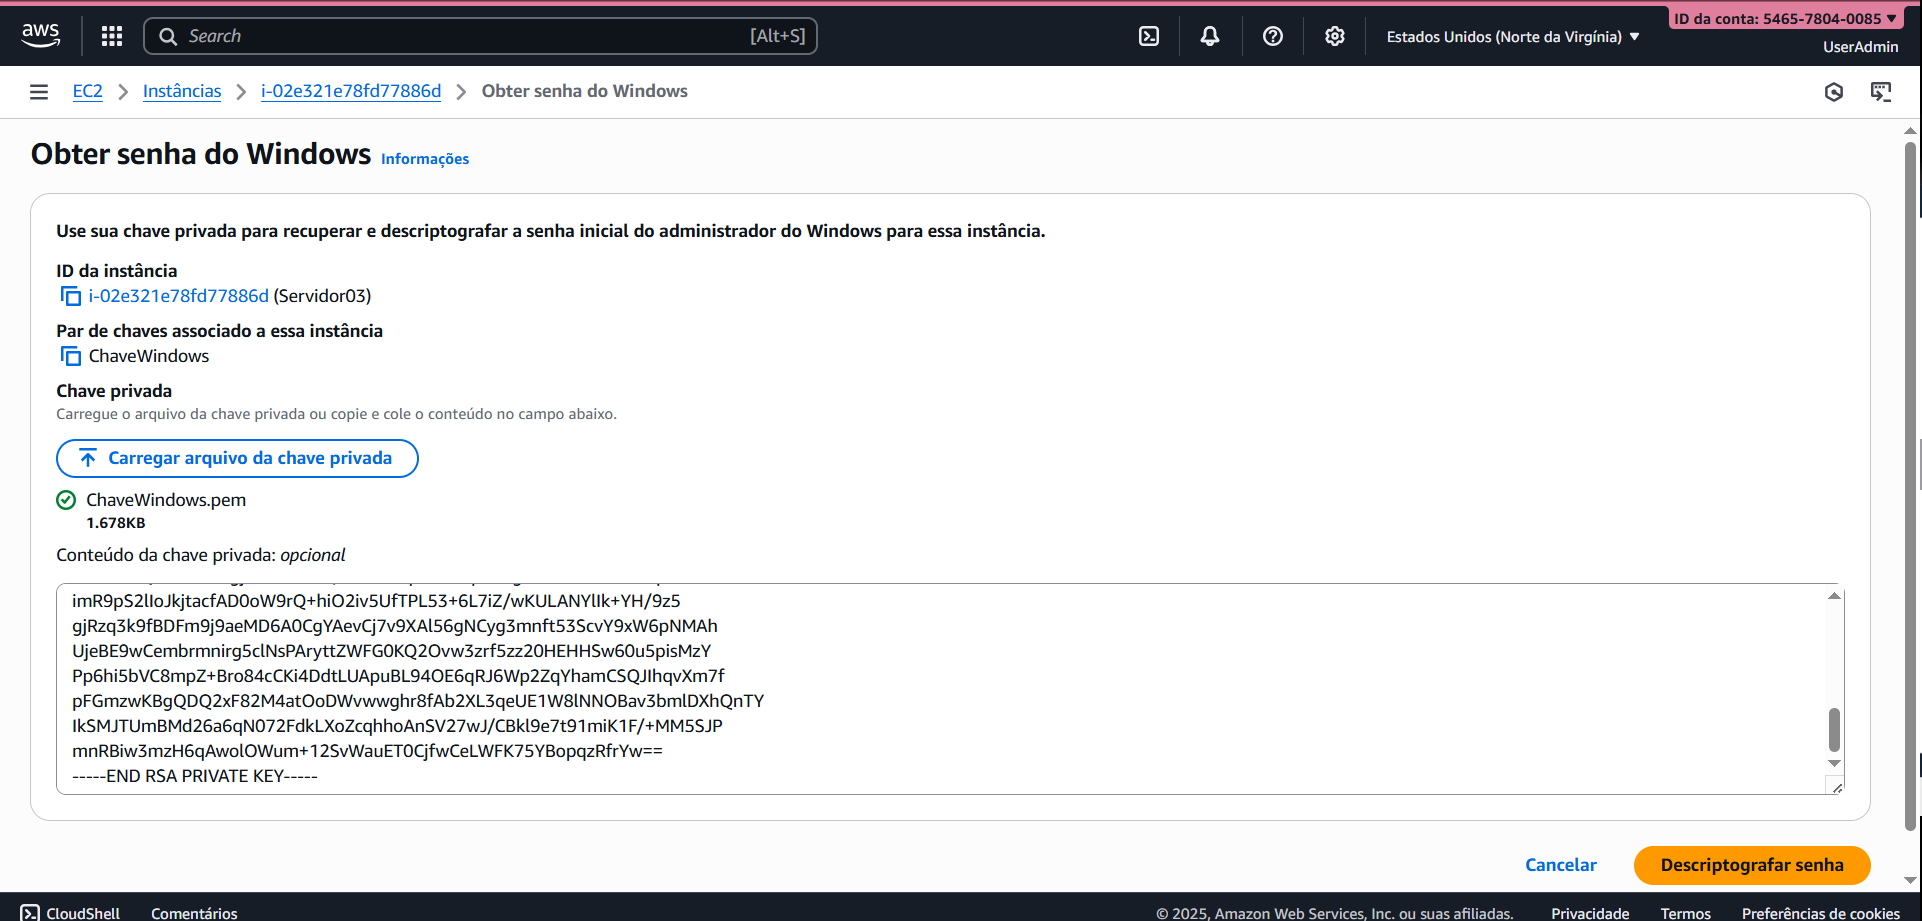 aws
Search
[Alt+S]
Estados Unidos (Norte da Virgínia)
ID da conta: 5465-7804-0085
UserAdmin
EC2
Instâncias
i-02e321e78fd77886d
Obter senha do Windows
Obter senha do Windows
Informações
Use sua chave privada para recuperar e descriptografar a senha inicial do administrador do Windows para essa instância.
ID da instância
i-02e321e78fd77886d (Servidor03)
Par de chaves associado a essa instância
ChaveWindows
Chave privada
Carregue o arquivo da chave privada ou copie e cole o conteúdo no campo abaixo.
Carregar arquivo da chave privada
ChaveWindows.pem
1.678KB
Conteúdo da chave privada: opcional
imR9pS2lIoJkjtacfAD0oW9rQ+hiO2iv5UfTPL53+6L7iZ/wKULANYlIk+YH/9z5
gjRzq3k9fBDFm9j9aeMD6A0CgYAevCj7v9XAl56gNCyg3mnft53ScvY9xW6pNMAh
UjeBE9wCembrmnirg5clNsPAryttZWFG0KQ2Ovw3zrf5zz20HEHHSw60u5pisMzY
Pp6hi5bVC8mpZ+Bro84cCKi4DdtLUApuBL94OE6qRJ6Wp2ZqYhamCSQJIhqvXm7f
pFGmzwKBgQDQ2xF82M4atOoDWvwwghr8fAb2XL3qeUE1W8lNNOBav3bmlDXhQnTY
IkSMJTUmBMd26a6qN072FdkLXoZcqhhoAnSV27wJ/CBkl9e7t91miK1F/+MM5SJP
mnRBiw3mzH6qAwolOWum+12SvWauET0CjfwCeLWFK75YBopqzRfrYw==
-----END RSA PRIVATE KEY-----
Cancelar
Descriptografar senha
CloudShell
Comentários
© 2025, Amazon Web Services, Inc. ou suas afiliadas.
Privacidade
Termos
Preferências de cookies